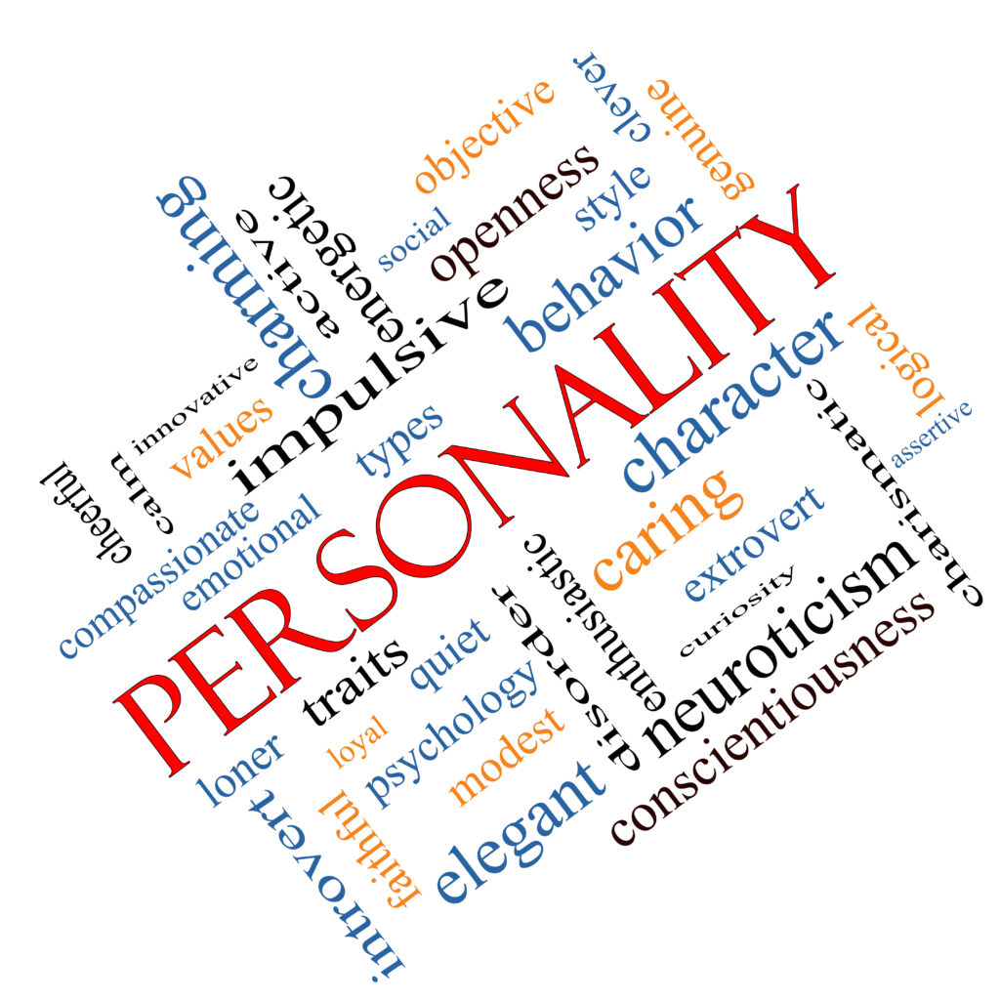 clever
genuine
objective
openness
style
social
energetic
active
charming
behavior
impulsive
PERSONALITY
innovative
values
types
calm
cheerful
compassionate
emotional
character
logical
assertive
charismatic
caring
extrovert
curiosity
enthusiastic
disorder
neuroticism
conscientiousness
traits
quiet
psychology
loyal
modest
loner
introvert
faithful
elegant